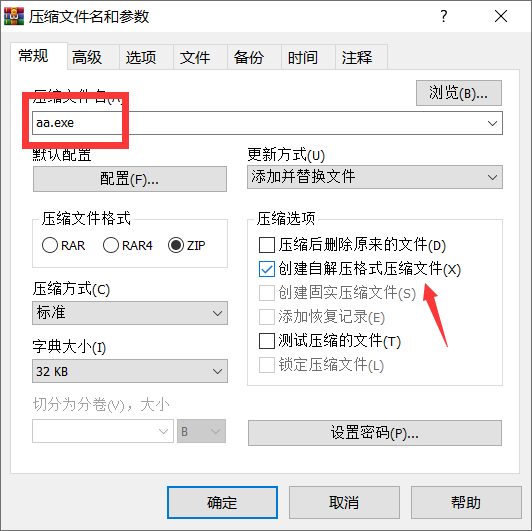 压缩文件名和参数
常规 高级 选项 文件 备份 时间 注释
压缩文件名(A)
浏览(B)...
aa.exe
默认配置
更新方式(U)
配置(F)...
添加并替换文件
压缩文件格式
RAR RAR4 ZIP
压缩方式(C)
标准
字典大小(I)
32 KB
切分为分卷(V)，大小
B
压缩选项
压缩后删除原来的文件(D)
创建自解压格式压缩文件(X)
创建固实压缩文件(S)
添加恢复记录(E)
测试压缩的文件(T)
锁定压缩文件(L)
设置密码(P)...
确定 取消 帮助